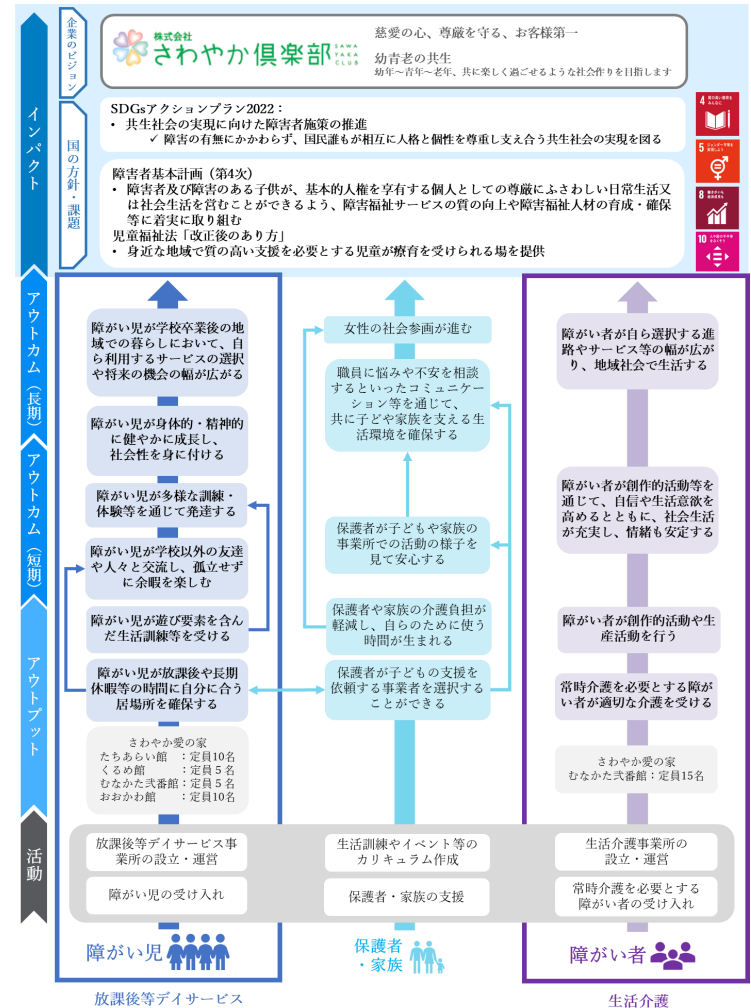 インパクト
企業のビジョン
株式会社
さわやか倶楽部
SAWA
YAKA
CLUB
慈愛の心、尊厳を守る、お客様第一
幼青老の共生
幼年～青年～老年、共に楽しく過ごせるような社会作りを目指します
国の方針・課題
SDGsアクションプラン2022：
・ 共生社会の実現に向けた障害者施策の推進
✓ 障害の有無にかかわらず、国民誰もが相互に人格と個性を尊重し支え合う共生社会の実現を図る
障害者基本計画（第4次）
・ 障害者及び障害のある子供が、基本的人権を享有する個人としての尊厳にふさわしい日常生活又
は社会生活を営むことができるよう、障害福祉サービスの質の向上や障害福祉人材の育成・確保
等に着実に取り組む
児童福祉法「改正後のあり方」
・ 身近な地域で質の高い支援を必要とする児童が療育を受けられる場を提供
4 質の高い教育を
みんなに
5 ジェンダー平等を
実現しよう
8 働きがいも
経済成長も
10 人や国の不平等
をなくそう
アウトカム（長期）
アウトカム（短期）
アウトプット
活動
障がい児が学校卒業後の地
域での暮らしにおいて、自
ら利用するサービスの選択
や将来の機会の幅が広がる
障がい児が身体的・精神的
に健やかに成長し、
社会性を身に付ける
障がい児が多様な訓練・
体験等を通じて発達する
障がい児が学校以外の友達
や人々と交流し、孤立せず
に余暇を楽しむ
障がい児が遊び要素を含ん
だ生活訓練等を受ける
障がい児が放課後や長期
休暇等の時間に自分に合う
居場所を確保する
さわやか愛の家
たちあらい館 ：定員10名
くるめ館 ：定員５名
むなかた弐番館：定員５名
おおかわ館 ：定員10名
放課後等デイサービス事
業所の設立・運営
障がい児の受け入れ
障がい児
放課後等デイサービス
女性の社会参画が進む
職員に悩みや不安を相談
するといったコミュニケー
ション等を通じて、
共に子どや家族を支える生
活環境を確保する
保護者が子どもや家族の
事業所での活動の様子を
見て安心する
保護者や家族の介護負担が
軽減し、自らのために使う
時間が生まれる
保護者が子どもの支援を
依頼する事業者を選択する
ことができる
生活訓練やイベント等の
カリキュラム作成
保護者・家族の支援
保護者
・家族
障がい者が自ら選択する進
路やサービス等の幅が広が
り、地域社会で生活する
障がい者が創作的活動等を
通じて、自信や生活意欲を
高めるとともに、社会生活
が充実し、情緒も安定する
障がい者が創作的活動や生
産活動を行う
常時介護を必要とする障が
い者が適切な介護を受ける
さわやか愛の家
むなかた弐番館：定員15名
生活介護事業所の
設立・運営
常時介護を必要とする
障がい者の受け入れ
障がい者
生活介護